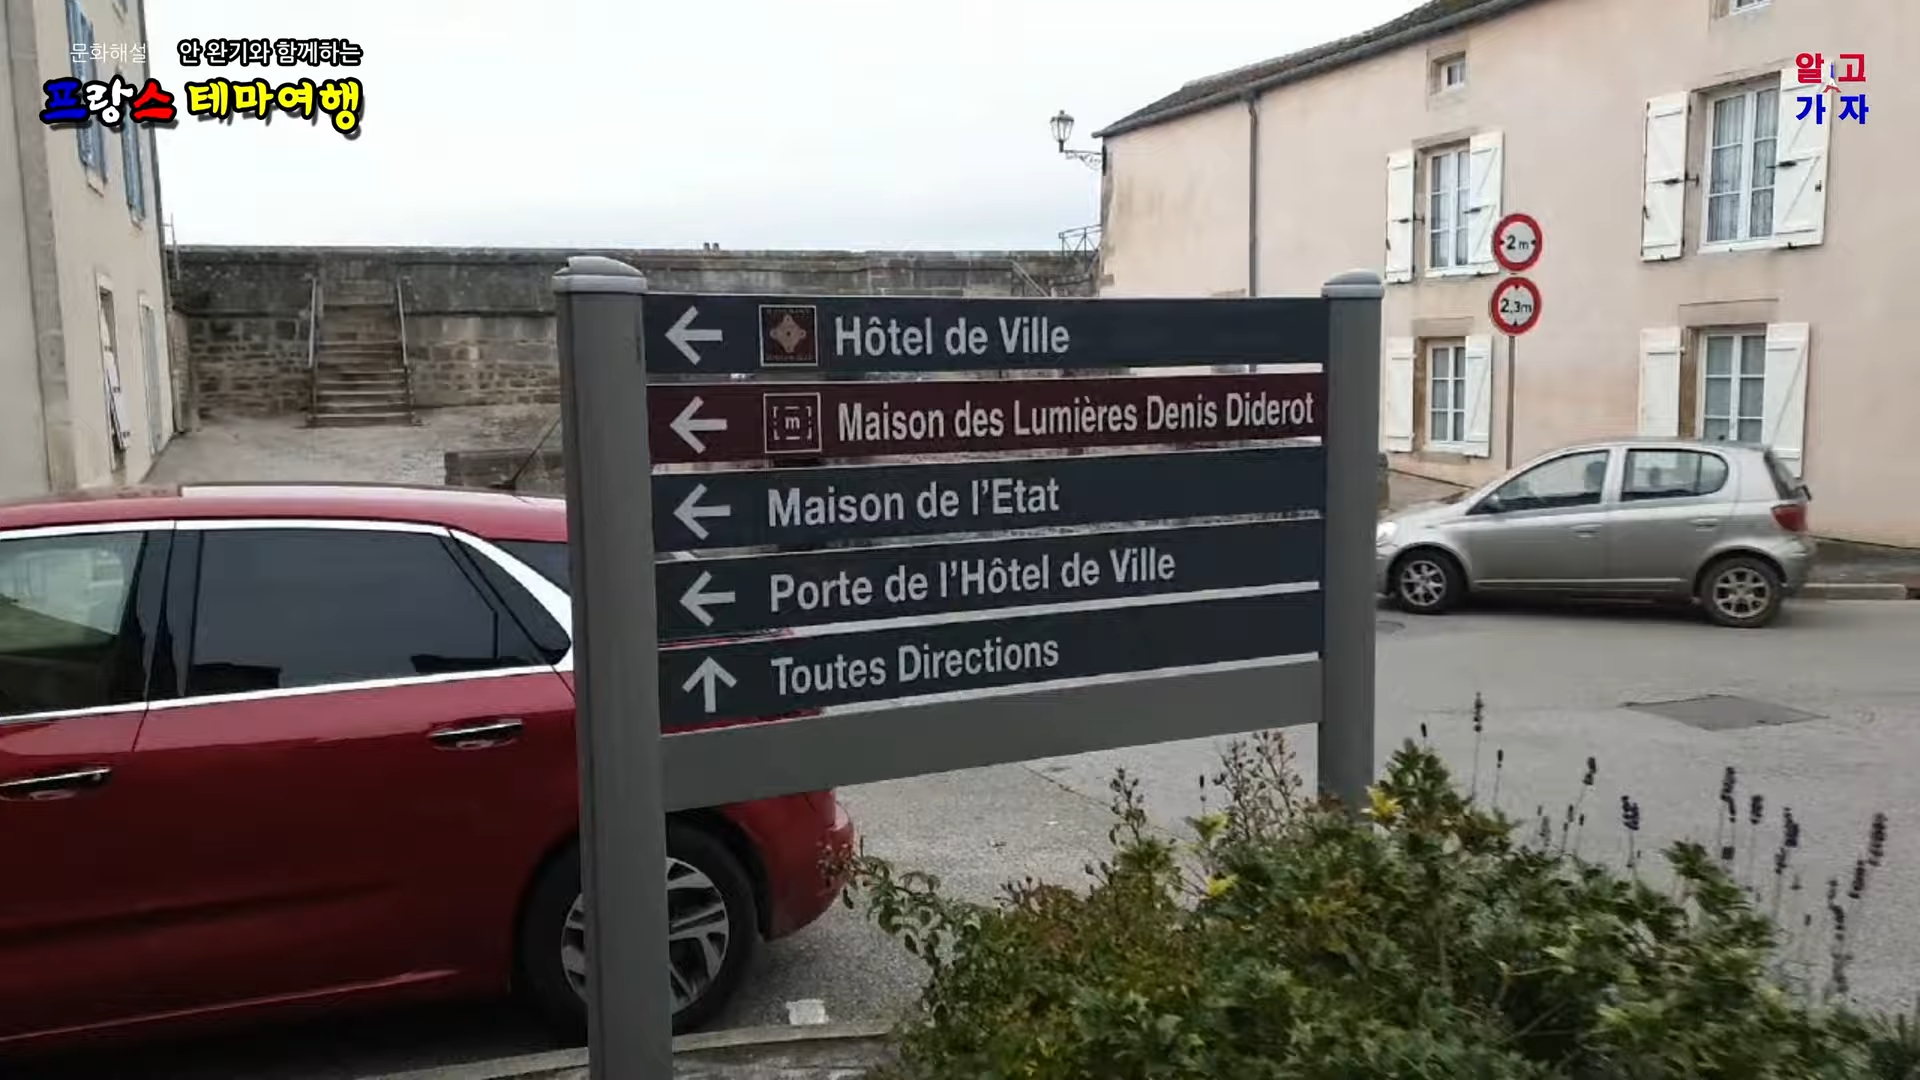 문화해설 안 완기와 함께하는
프랑스 테마여행
알고
가자
2m
2,3m
Hôtel de Ville
m
Maison des Lumières Denis Diderot
Maison de l'Etat
Porte de l'Hôtel de Ville
Toutes Directions